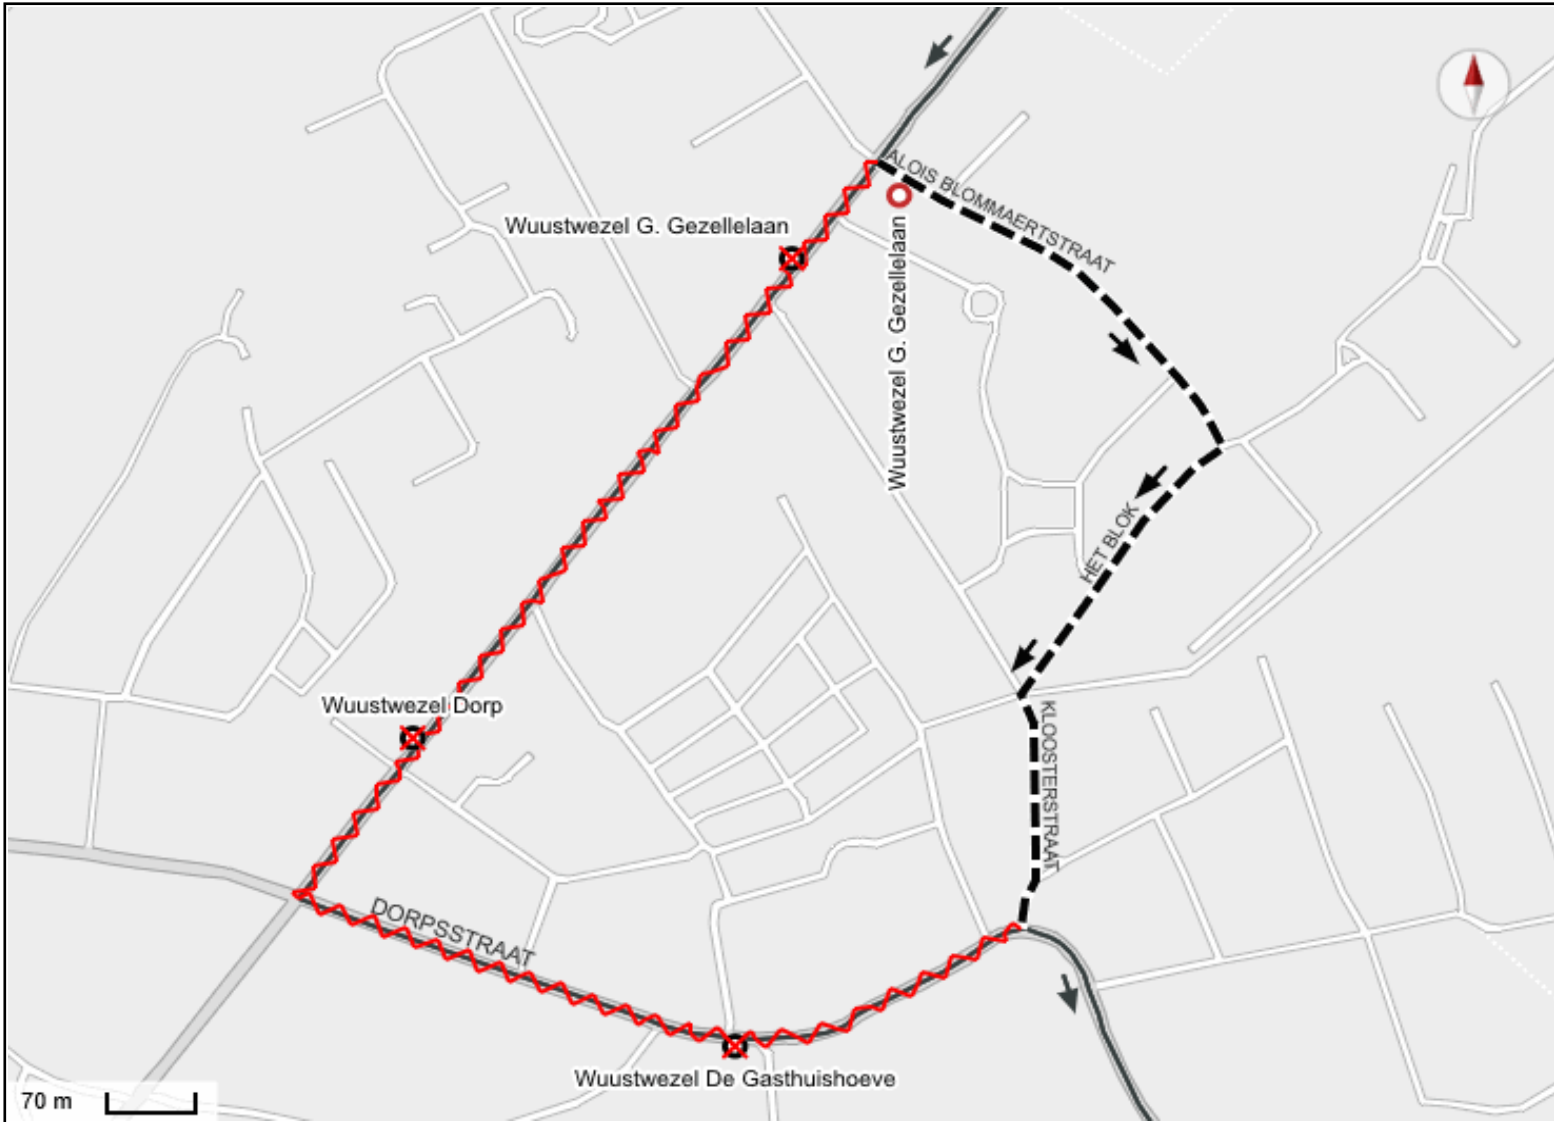 ALOIS BLOMMAERTSTRAAT
Wuustwezel G. Gezellelaan
Wuustwezel G. Gezellelaan
HET BLOK
Wuustwezel Dorp
KLOOSTERSTRAAT
DORPSSTRAAT
Wuustwezel De Gasthuishoeve
70 m